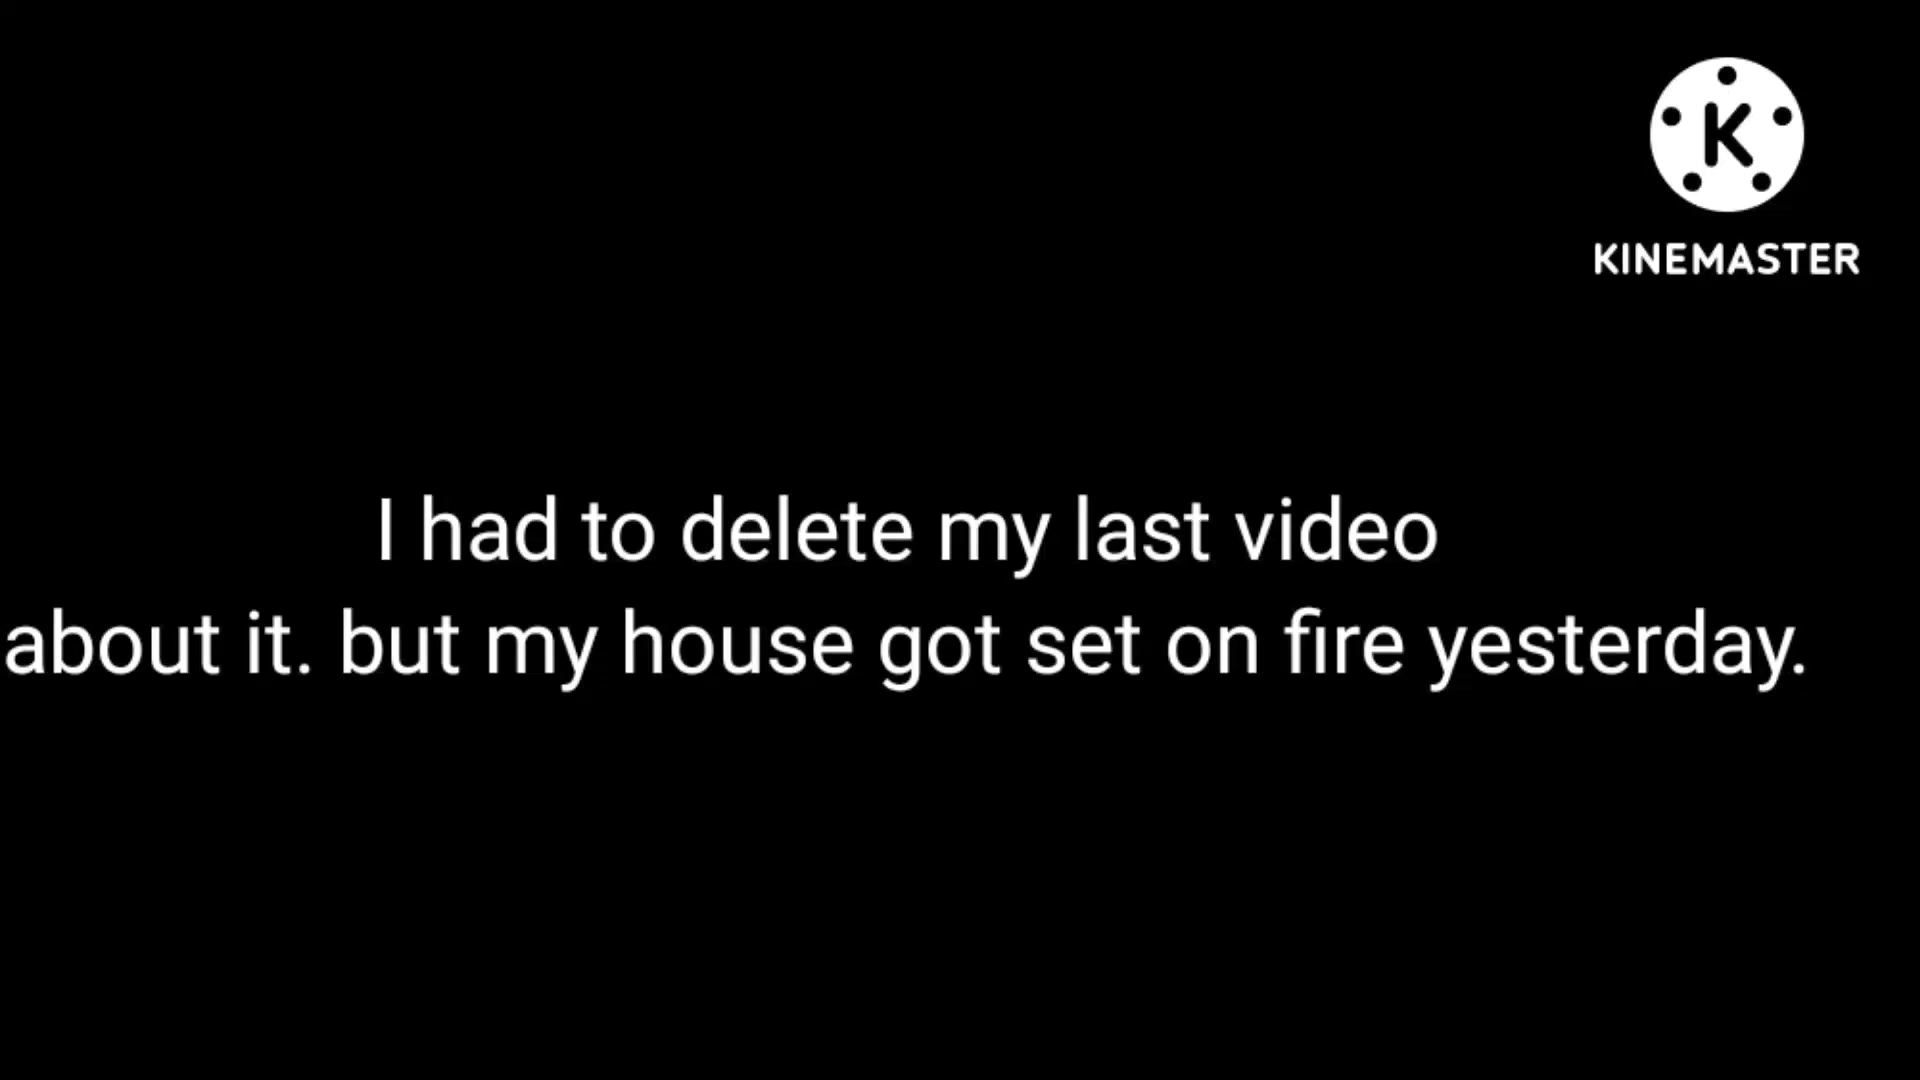 K
KINEMASTER
I had to delete my last video
about it. but my house got set on fire yesterday.